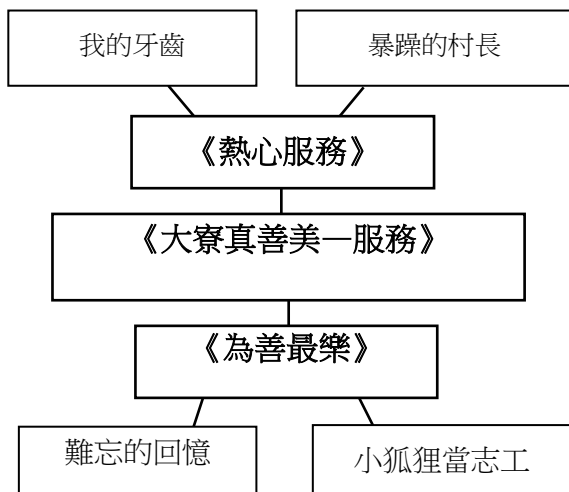 我的牙齒
暴躁的村長
《熱心服務》
《大寮真善美—服務》
《為善最樂》
難忘的回憶
小狐狸當志工